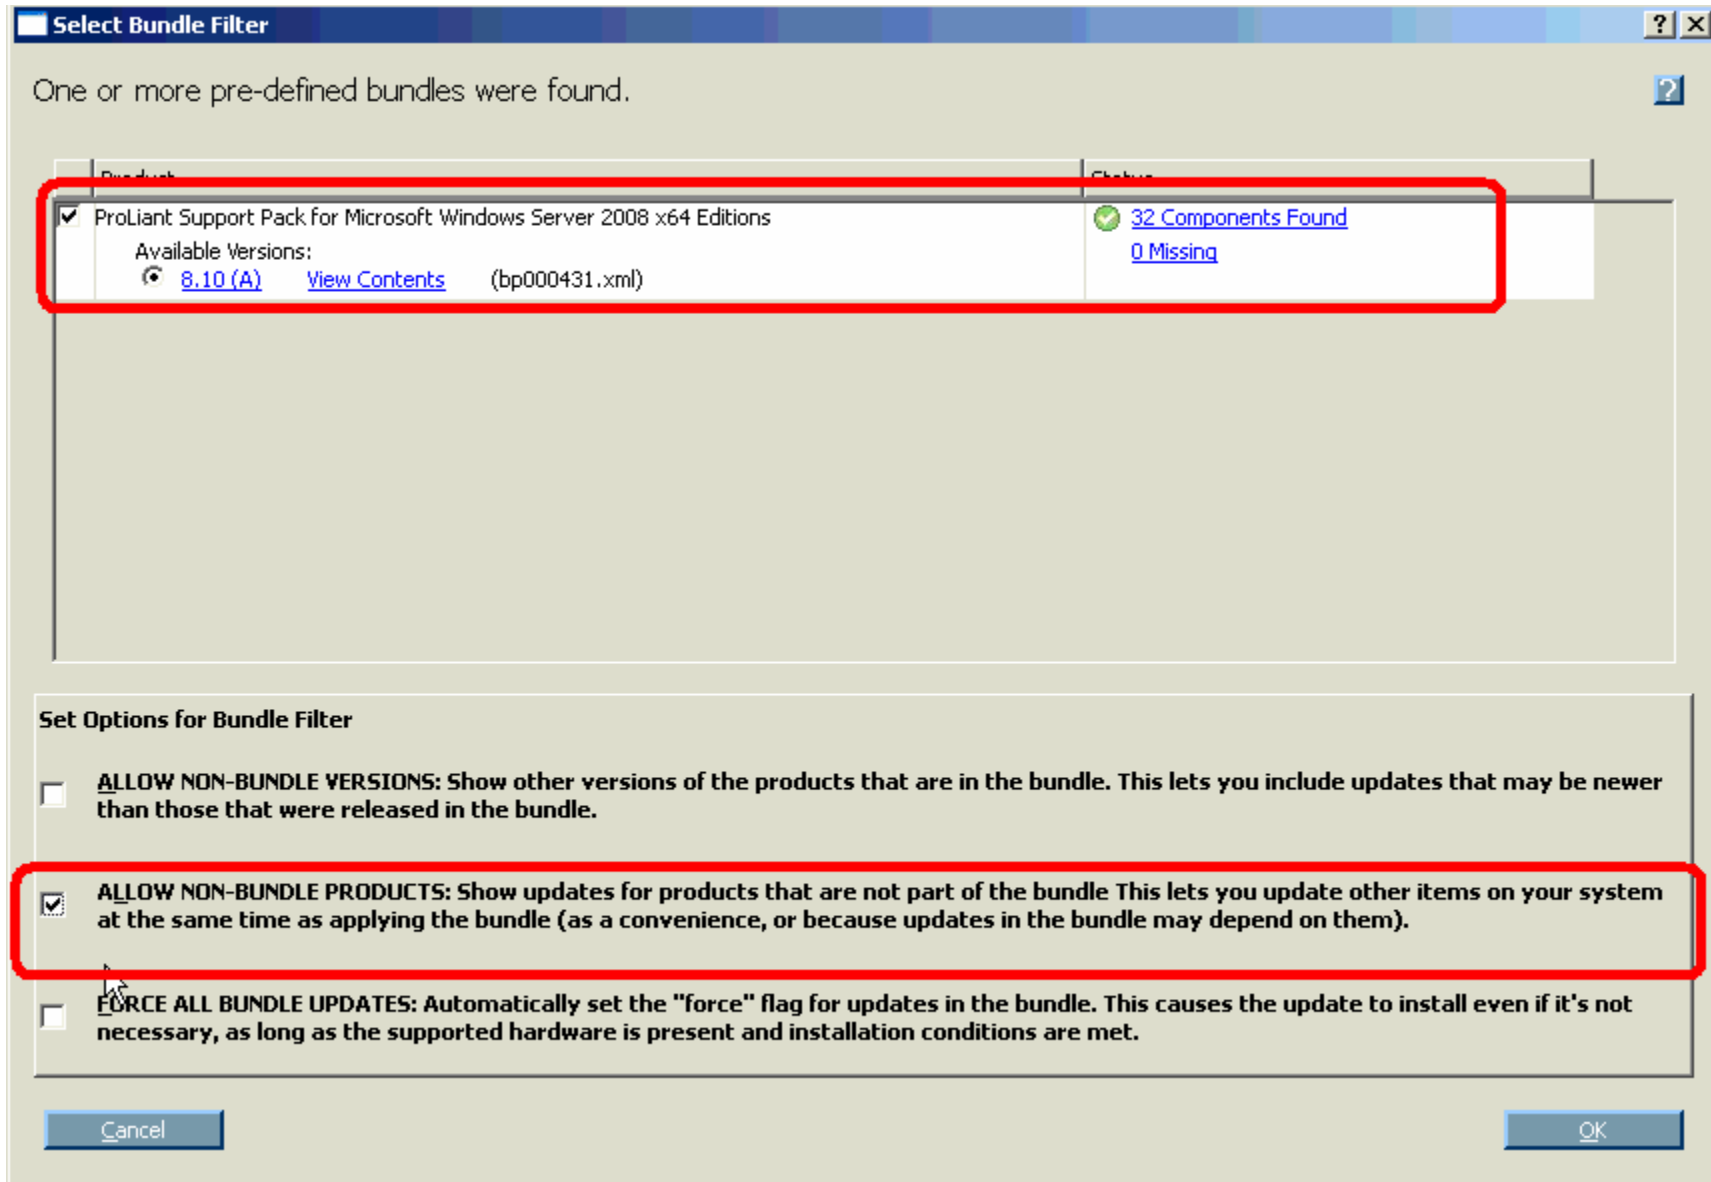 Select Bundle Filter
One or more pre-defined bundles were found.
Product Status
ProLiant Support Pack for Microsoft Windows Server 2008 x64 Editions 32 Components Found
Available Versions: 0 Missing
8.10 (A) View Contents (bp000431.xml)
Set Options for Bundle Filter
ALLOW NON-BUNDLE VERSIONS: Show other versions of the products that are in the bundle. This lets you include updates that may be newer
than those that were released in the bundle.
ALLOW NON-BUNDLE PRODUCTS: Show updates for products that are not part of the bundle This lets you update other items on your system
at the same time as applying the bundle (as a convenience, or because updates in the bundle may depend on them).
FORCE ALL BUNDLE UPDATES: Automatically set the "force" flag for updates in the bundle. This causes the update to install even if it's not
necessary, as long as the supported hardware is present and installation conditions are met.
Cancel OK